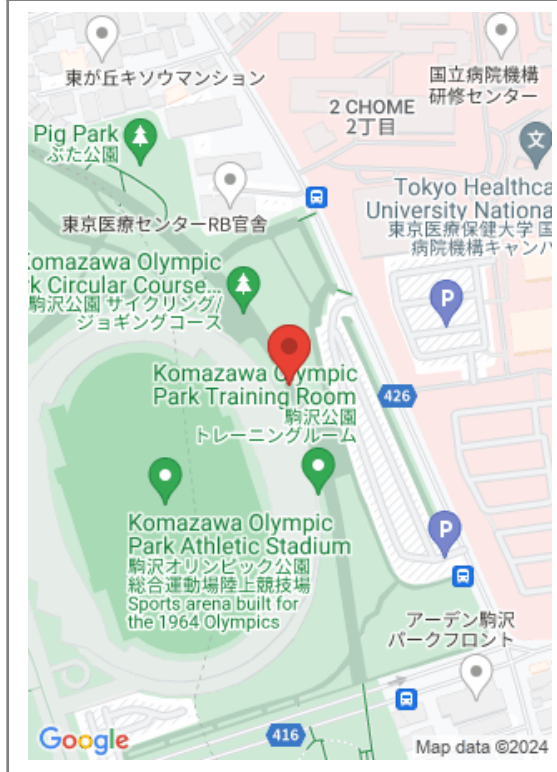 東が丘キソウマンション
国立病院機構
研修センター
2 CHOME
2丁目
Pig Park
ぶた公園
東京医療センターRB官舎
Tokyo Healthca
University Nationa
東京医療保健大学 国
病院機構キャンパ
Komazawa Olympic
rk Circular Course...
駒沢公園 サイクリング/
ジョギングコース
P
Komazawa Olympic
Park Training Room
駒沢公園
トレーニングルーム
426
Komazawa Olympic
Park Athletic Stadium
駒沢オリンピック公園
総合運動場陸上競技場
Sports arena built for
the 1964 Olympics
P
アーデン駒沢
パークフロント
416
Google
Map data ©2024
文